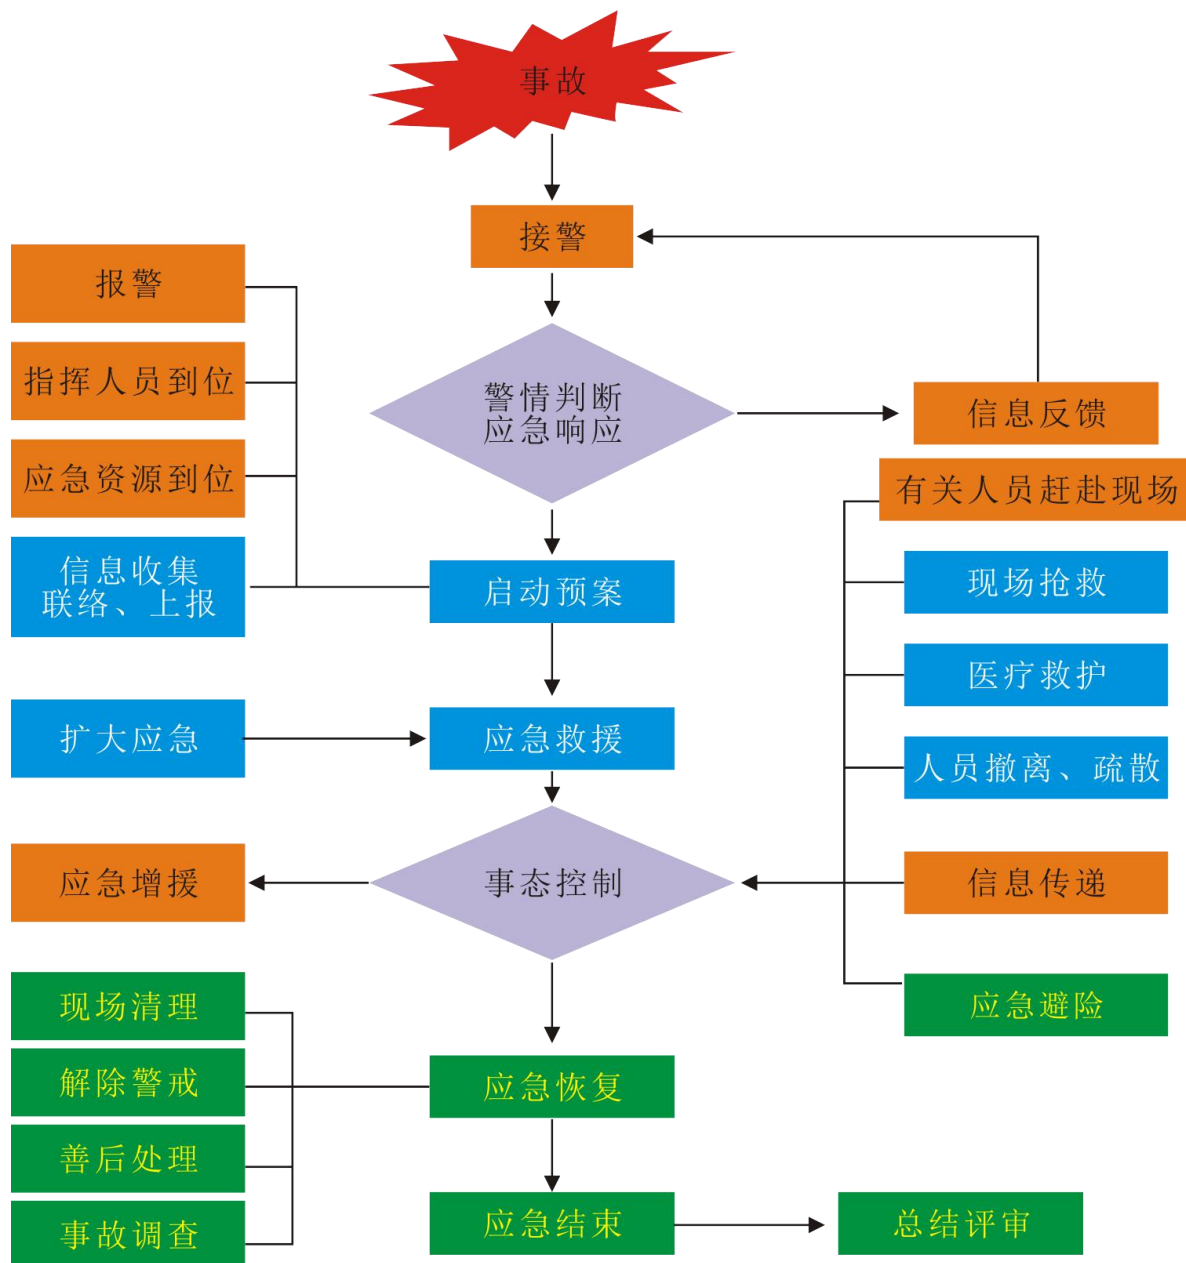 事故
接警
报警
指挥人员到位
应急资源到位
信息收集
联络、上报
警情判断
应急响应
信息反馈
有关人员赶赴现场
启动预案
现场抢救
医疗救护
人员撤离、疏散
扩大应急
应急救援
应急增援
事态控制
信息传递
应急避险
现场清理
解除警戒
善后处理
事故调查
应急恢复
应急结束
总结评审